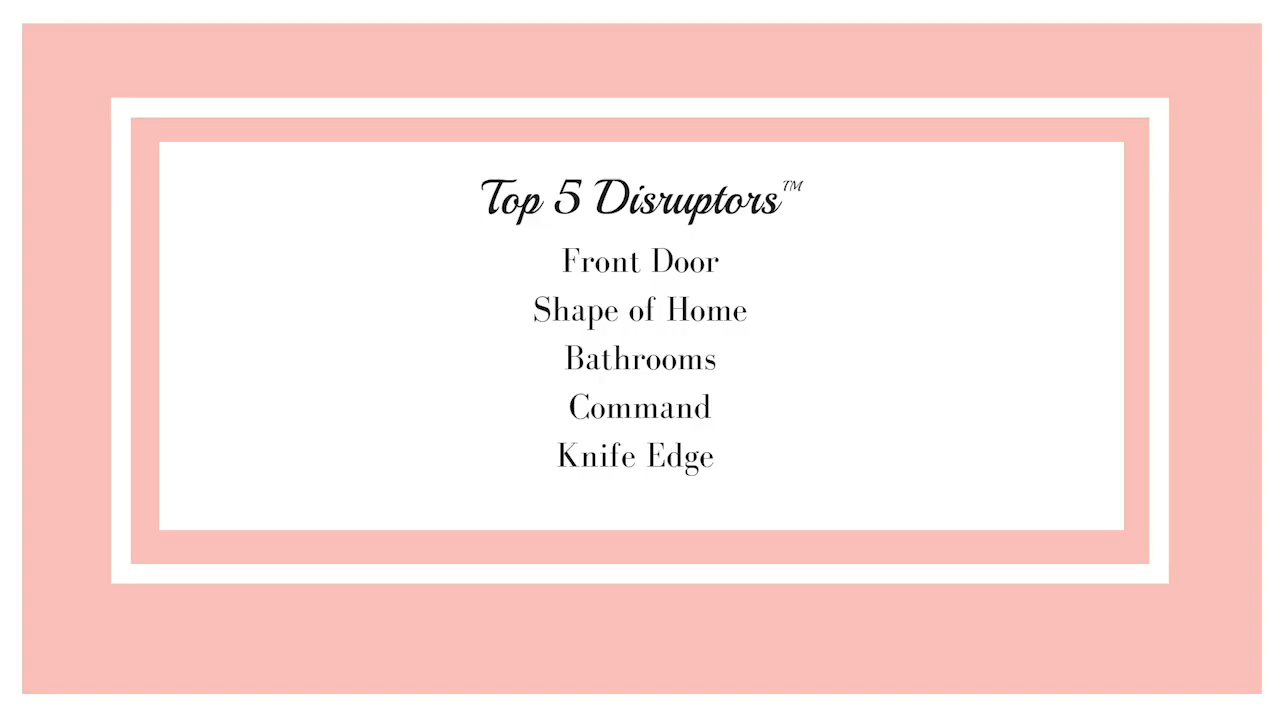 Top 5 Disruptors™
Front Door
Shape of Home
Bathrooms
Command
Knife Edge